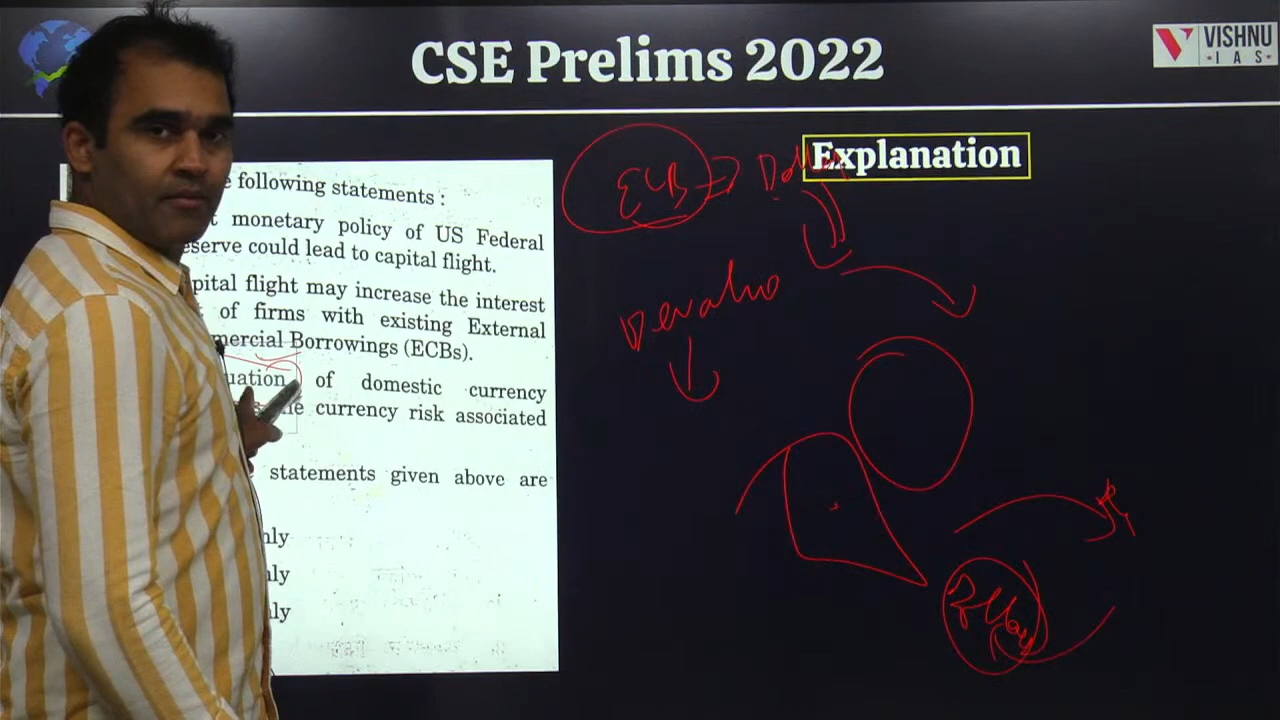 CSE Prelims 2022
VISHNU
IAS
Explanation
following statements :
monetary policy of US Federal
eserve could lead to capital flight.
pital flight may increase the interest
of firms with existing External
mercial Borrowings (ECBs).
uation of domestic currency
the currency risk associated
statements given above are
nly
nly
nly
ECB